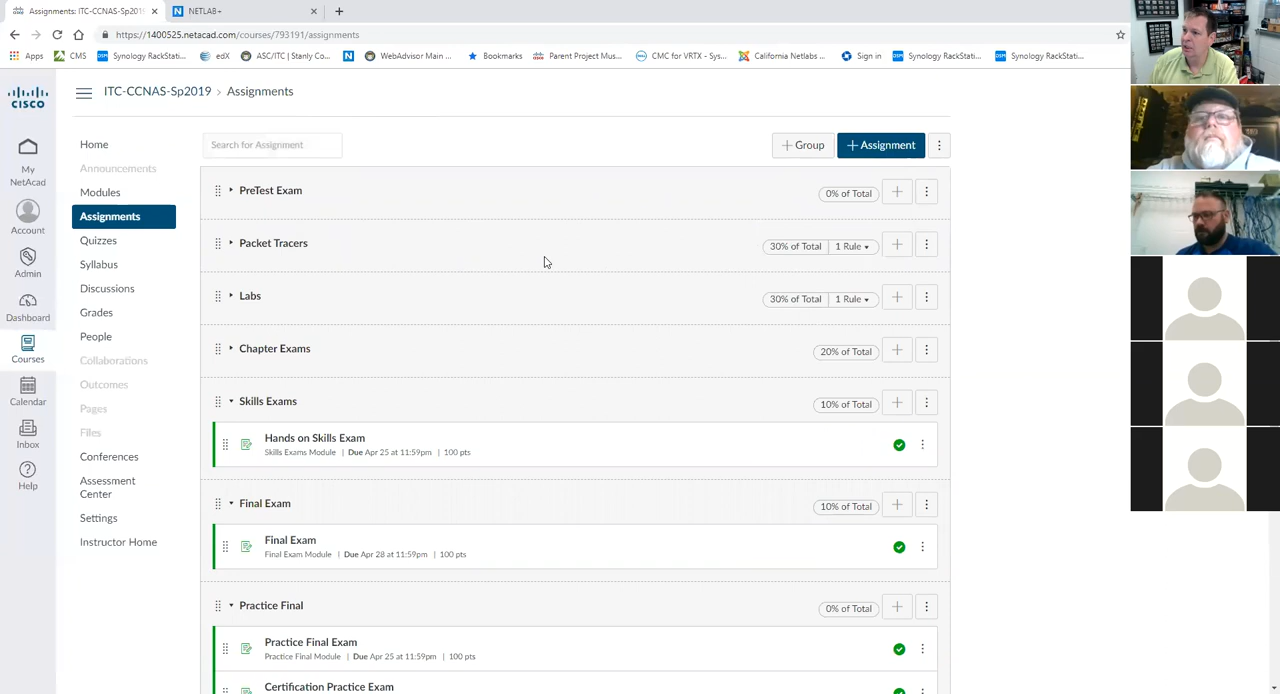 Assignments: ITC-CCNAS-Sp2019
NETLAB+
https://1400525.netacad.com/courses/793191/assignments
Apps
CMS
Synology RackStati...
edX
ASC/ITC | Stanly Co...
WebAdvisor Main ...
Bookmarks
Parent Project Mus...
CMC for VRTX - Sys...
California Netlabs ...
Sign in
Synology RackStati...
Synology RackStati...
CISCO
ITC-CCNAS-Sp2019 › Assignments
My NetAcad
Account
Admin
Dashboard
Courses
Calendar
Inbox
Help
Home
Announcements
Modules
Assignments
Quizzes
Syllabus
Discussions
Grades
People
Collaborations
Outcomes
Pages
Files
Conferences
Assessment Center
Settings
Instructor Home
Search for Assignment
+ Group
+ Assignment
PreTest Exam
0% of Total
Packet Tracers
30% of Total
1 Rule
Labs
30% of Total
1 Rule
Chapter Exams
20% of Total
Skills Exams
10% of Total
Hands on Skills Exam
Skills Exams Module | Due Apr 25 at 11:59pm | 100 pts
Final Exam
10% of Total
Final Exam
Final Exam Module | Due Apr 28 at 11:59pm | 100 pts
Practice Final
0% of Total
Practice Final Exam
Practice Final Module | Due Apr 25 at 11:59pm | 100 pts
Certification Practice Exam